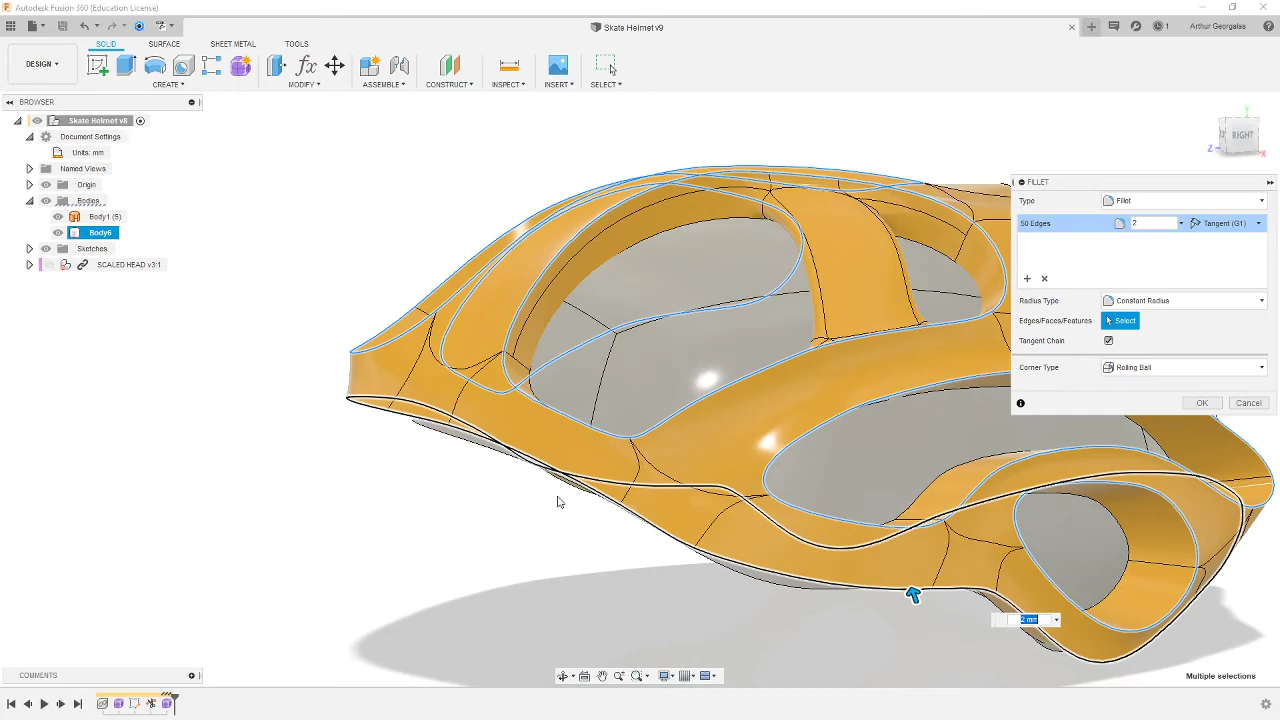 Autodesk Fusion 360 (Education License)
Skate Helmet v9
1
Arthur Georgalas
DESIGN
SOLID
SURFACE
SHEET METAL
TOOLS
CREATE
MODIFY
ASSEMBLE
CONSTRUCT
INSPECT
INSERT
SELECT
BROWSER
Skate Helmet v8
Document Settings
Units: mm
Named Views
Origin
Bodies
Body1 (5)
Body6
Sketches
SCALED HEAD v3:1
Y
RIGHT
Z
X
FILLET
Type
Fillet
50 Edges
2
Tangent (G1)
Radius Type
Constant Radius
Edges/Faces/Features
Select
Tangent Chain
Corner Type
Rolling Ball
OK
Cancel
2 mm
COMMENTS
Multiple selections